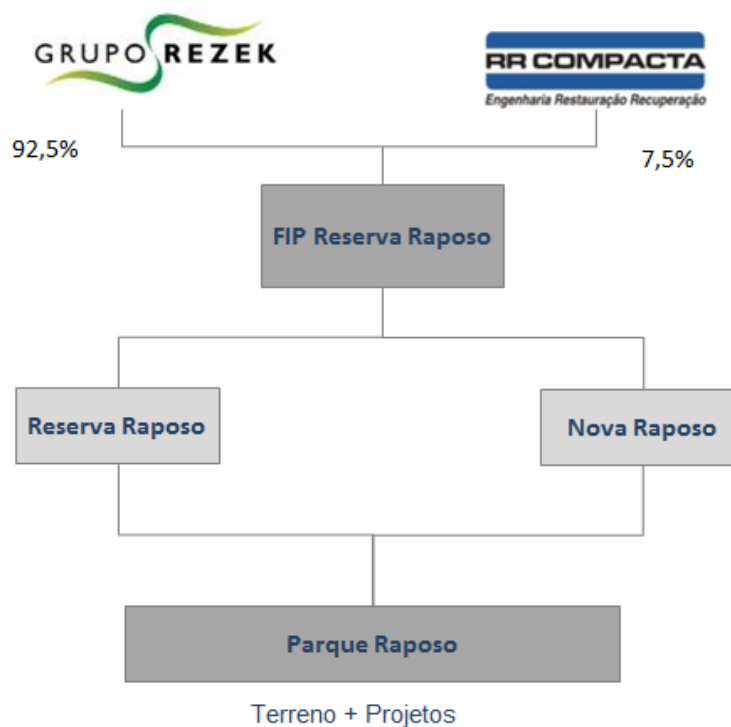 GRUPO REZEK
RR COMPACTA
Engenharia Restauração Recuperação
92,5%
7,5%
FIP Reserva Raposo
Reserva Raposo
Nova Raposo
Parque Raposo
Terreno + Projetos